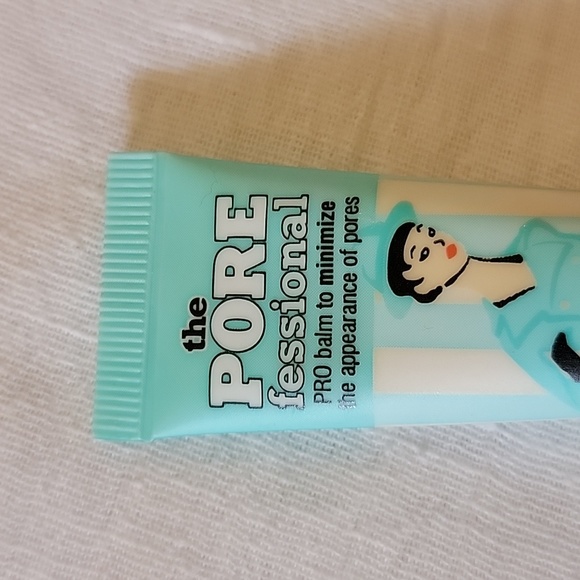 the
PORE
fessional
PRO balm to minimize
the appearance of pores